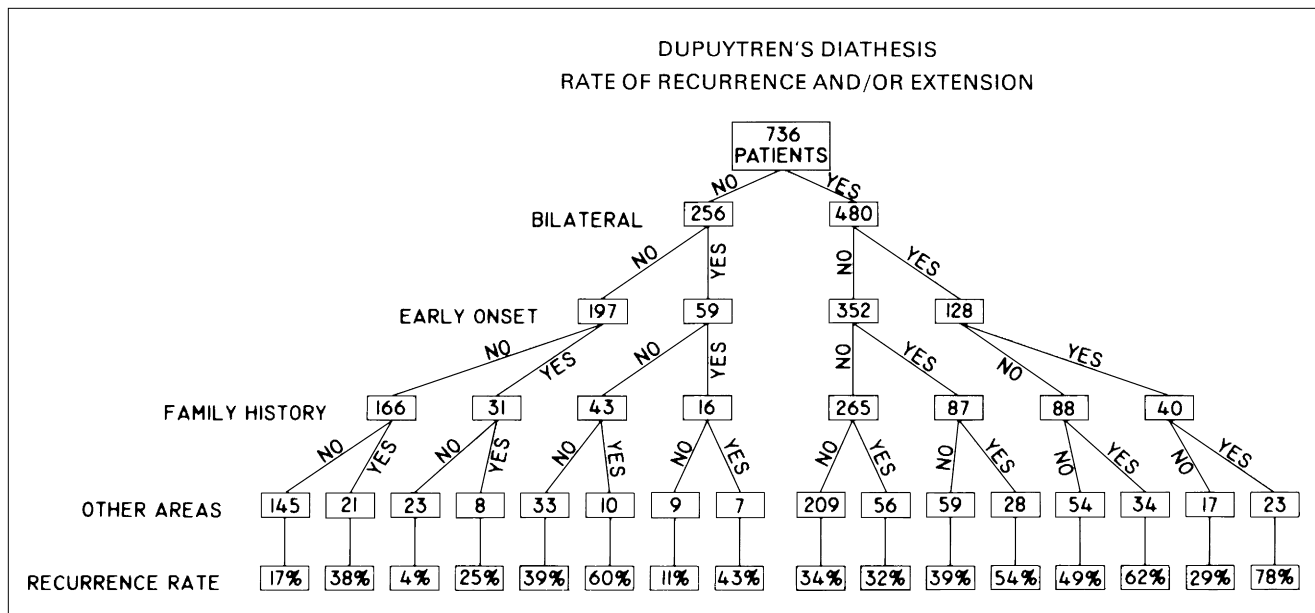 DUPUYTREN'S DIATHESIS
RATE OF RECURRENCE AND/OR EXTENSION
736
PATIENTS
NO YES
BILATERAL 256 480
NO YES NO YES
EARLY ONSET 197 59 352 128
NO YES NO YES NO YES NO YES
FAMILY HISTORY 166 31 43 16 265 87 88 40
NO YES NO YES NO YES NO YES NO YES NO YES NO YES NO YES
OTHER AREAS 145 21 23 8 33 10 9 7 209 56 59 28 54 34 17 23
RECURRENCE RATE 17% 38% 4% 25% 39% 60% 11% 43% 34% 32% 39% 54% 49% 62% 29% 78%